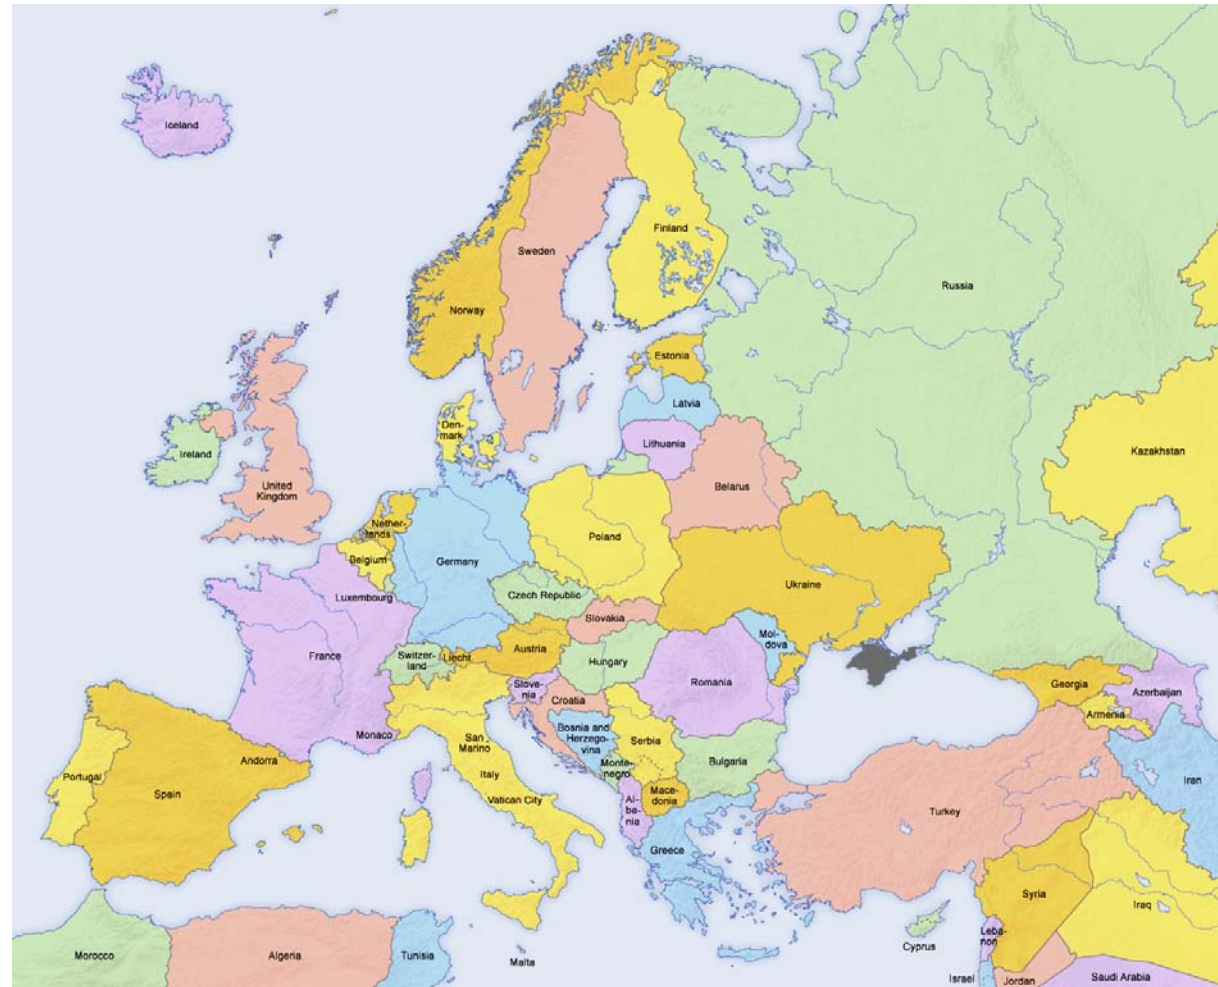 Iceland
Finland
Sweden
Russia
Norway
Estonia
Latvia
Den-
mark
Lithuania
Ireland
Kazakhstan
United
Kingdom
Belarus
Nether-
lands
Poland
Belgium
Germany
Ukraine
Luxembourg
Czech Republic
Slovakia
Mol-
dova
Austria
France
Switzer-
land
Liecht.
Hungary
Romania
Georgia
Azerbaijan
Slove-
nia
Croatia
Armenia
Bosnia and
Herzego-
vina
Monaco
San
Marino
Serbia
Andorra
Bulgaria
Monte-
negro
Portugal
Italy
Iran
Spain
Vatican City
Mace-
donia
Al-
ba-
nia
Turkey
Greece
Syria
Iraq
Leba-
non
Cyprus
Morocco
Algeria
Tunisia
Malta
Israel
Jordan
Saudi Arabia